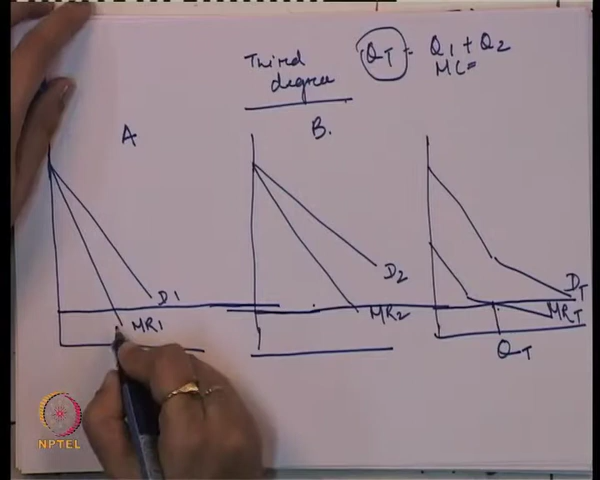 Third
degree
QT = Q1 + Q2
MC=
A
B.
D1
MR1
D2
MR2
DT
MRT
QT
NPTEL